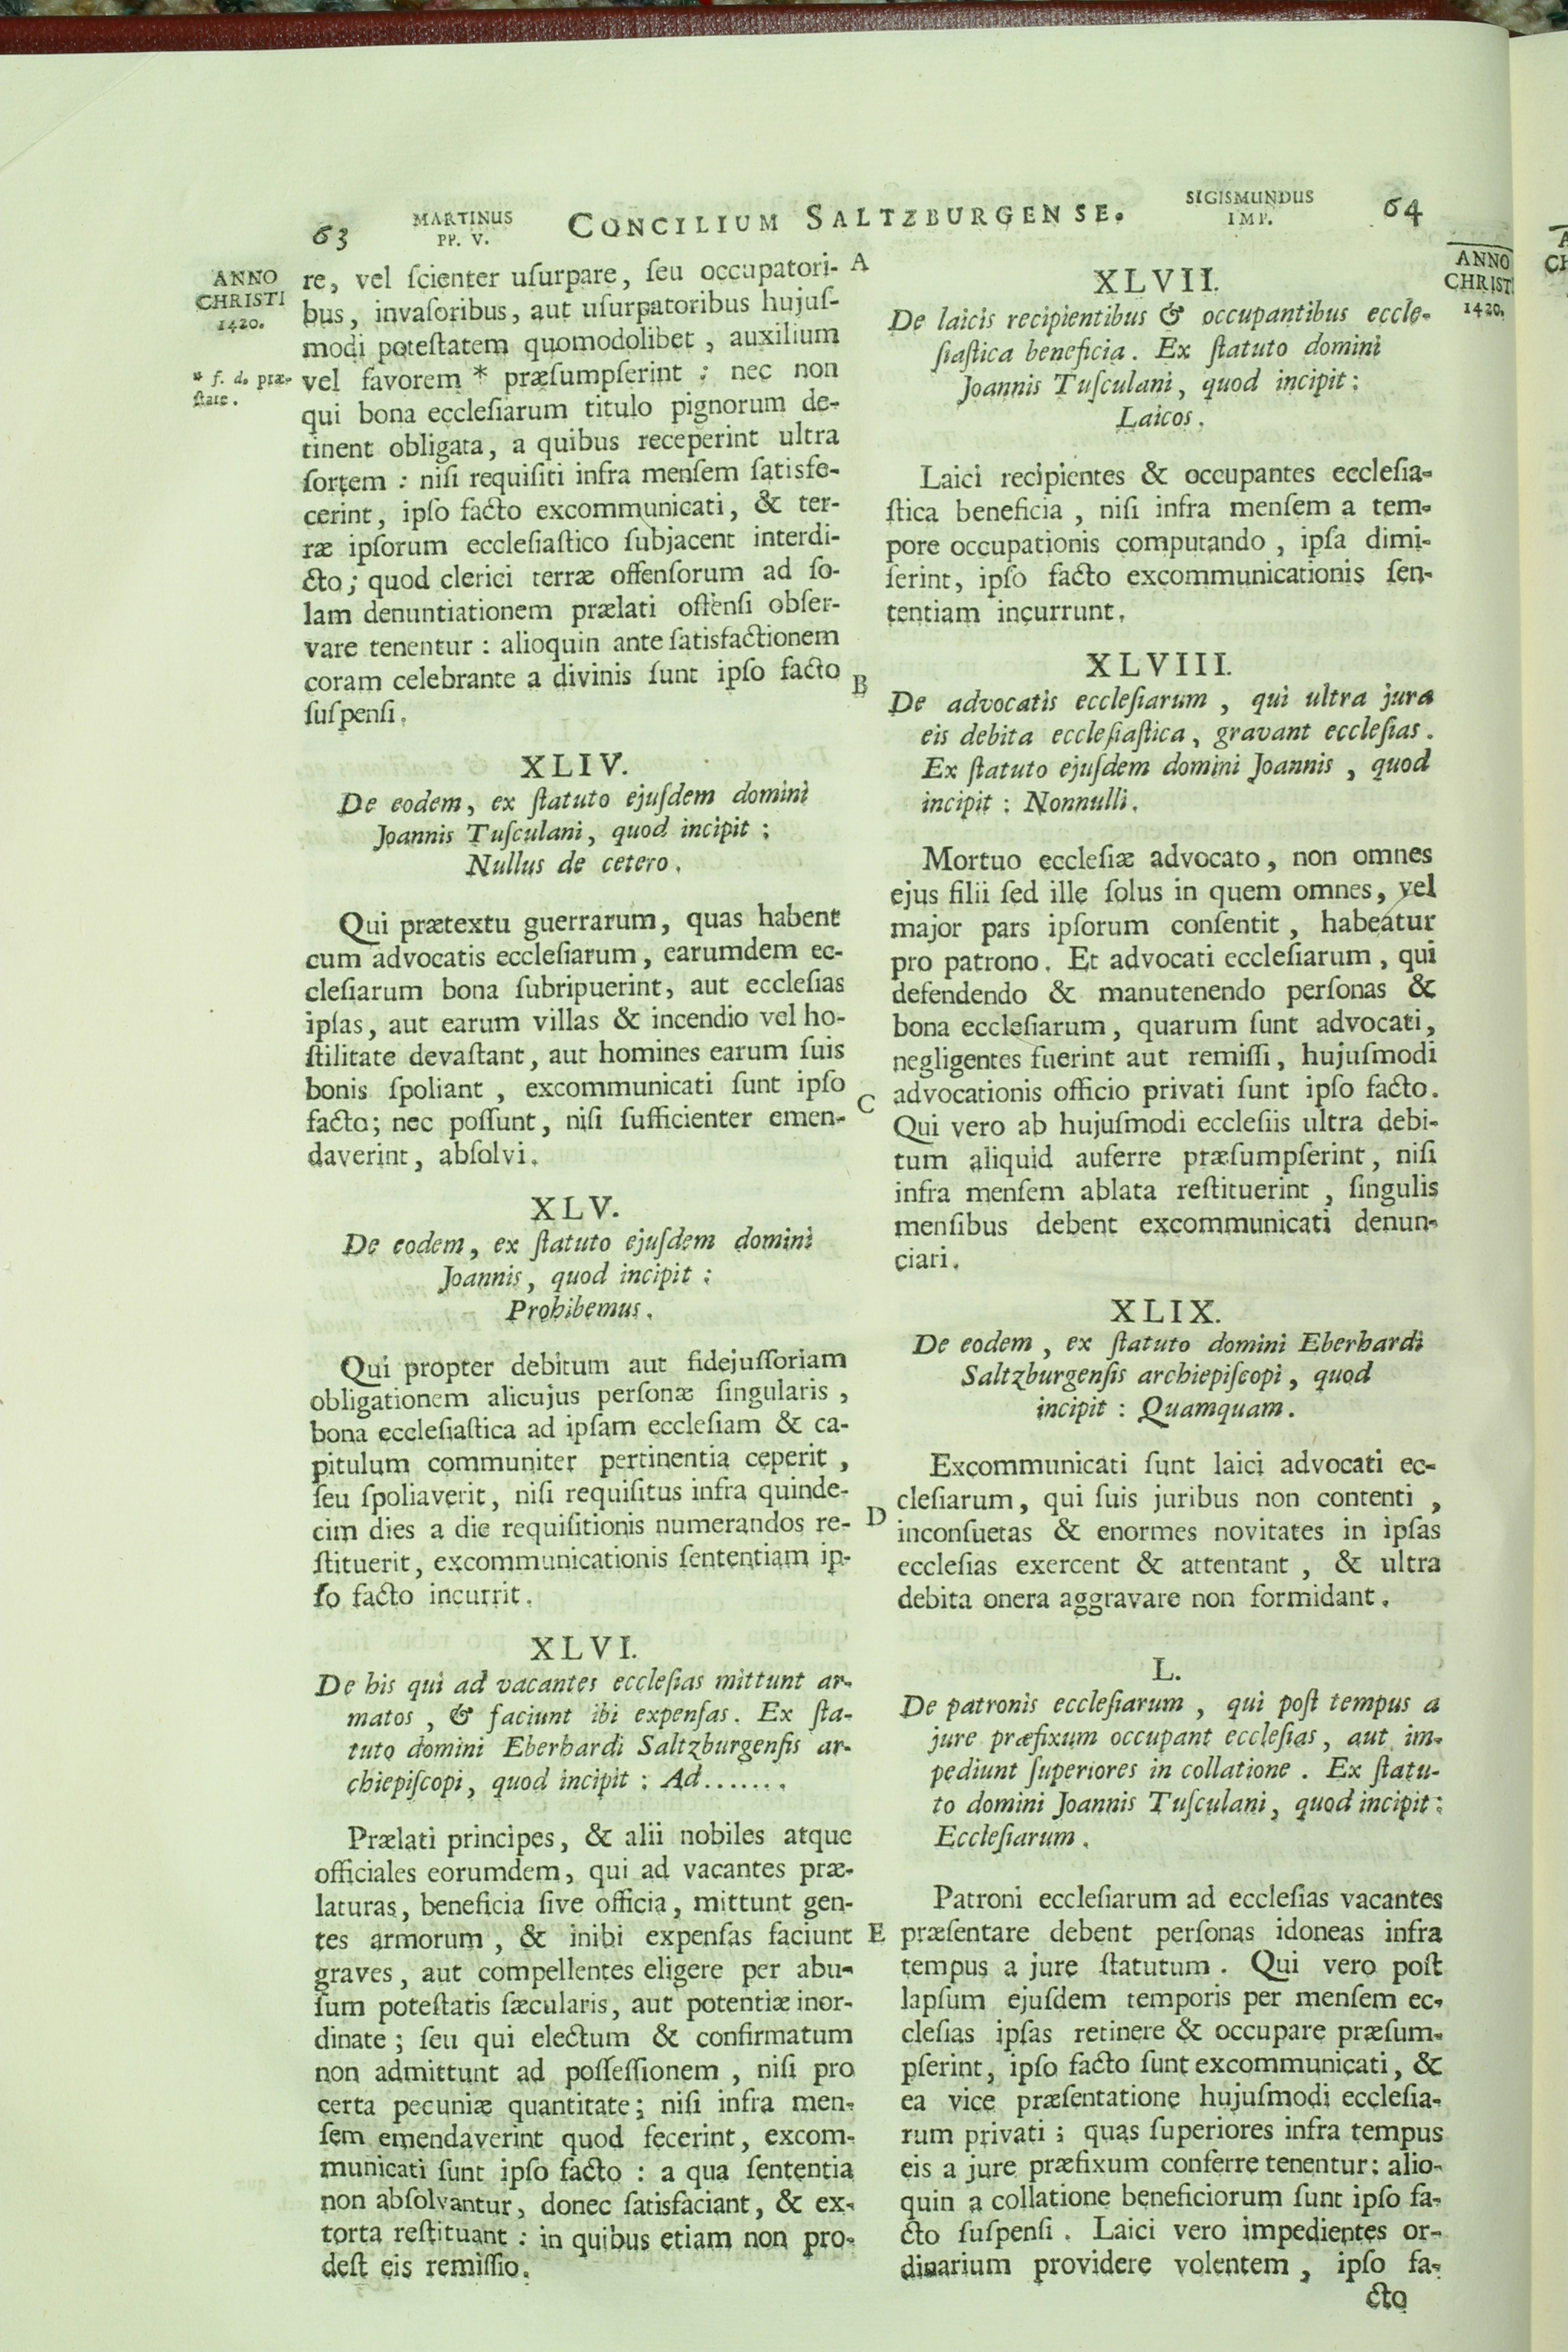 63
MARTINUS
PP. V.
CONCILIUM SALTZBURGENSE.
SIGISMUNDUS
IMP.
64
ANNO
CHRISTI
1420.
* f. d. præ-
ſtare.
re, vel ſcienter uſurpare, ſeu occupatori-
bus, invaſoribus, aut uſurpatoribus hujuſ-
modi poteſtatem quomodolibet, auxilium
vel favorem * præſumpſerint : nec non
qui bona eccleſiarum titulo pignorum de-
tinent obligata, a quibus receperint ultra
ſortem : niſi requiſiti infra menſem ſatisfe-
cerint, ipſo facto excommunicati, & ter-
ræ ipſorum eccleſiaſtico ſubjacent interdi-
cto; quod clerici terræ offenſorum ad ſo-
lam denuntiationem prælati oſtenſi obſer-
vare tenentur : alioquin ante ſatisfactionem
coram celebrante a divinis ſunt ipſo facto
ſuſpenſi.
XLIV.
De eodem, ex ſtatuto ejuſdem domini
Joannis Tuſculani, quod incipit :
Nullus de cetero.
Qui prætextu guerrarum, quas habent
cum advocatis eccleſiarum, earumdem ec-
cleſiarum bona ſubripuerint, aut eccleſias
ipſas, aut earum villas & incendio vel ho-
ſtilitate devaſtant, aut homines earum ſuis
bonis ſpoliant, excommunicati ſunt ipſo
facto; nec poſſunt, niſi ſufficienter emen-
daverint, abſolvi.
XLV.
De eodem, ex ſtatuto ejuſdem domini
Joannis, quod incipit :
Prohibemus.
Qui propter debitum aut fidejuſſoriam
obligationem alicujus perſonæ ſingularis,
bona eccleſiaſtica ad ipſam eccleſiam & ca-
pitulum communiter pertinentia ceperit,
ſeu ſpoliaverit, niſi requiſitus infra quinde-
cim dies a die requiſitionis numerandos re-
ſtituerit, excommunicationis ſententiam ip-
ſo facto incurrit.
XLVI.
De his qui ad vacantes eccleſias mittunt ar-
matos, & faciunt ibi expenſas. Ex ſta-
tuto domini Eberhardi Saltzburgenſis ar-
chiepiſcopi, quod incipit : Ad.......
Prælati principes, & alii nobiles atque
officiales eorumdem, qui ad vacantes præ-
laturas, beneficia ſive officia, mittunt gen-
tes armorum, & inibi expenſas faciunt
graves, aut compellentes eligere per abu-
ſum poteſtatis ſæcularis, aut potentiæ inor-
dinate; ſeu qui electum & confirmatum
non admittunt ad poſſeſſionem, niſi pro
certa pecuniæ quantitate; niſi infra men-
ſem emendaverint quod fecerint, excom-
municati ſunt ipſo facto : a qua ſententia
non abſolvantur, donec ſatisfaciant, & ex-
torta reſtituant : in quibus etiam non pro-
deſt eis remiſſio.
A
B
C
D
E
XLVII.
De laicis recipientibus & occupantibus eccle-
ſiaſtica beneficia. Ex ſtatuto domini
Joannis Tuſculani, quod incipit :
Laicos.
Laici recipientes & occupantes eccleſia-
ſtica beneficia, niſi infra menſem a tem-
pore occupationis computando, ipſa dimi-
ſerint, ipſo facto excommunicationis ſen-
tentiam incurrunt.
XLVIII.
De advocatis eccleſiarum, qui ultra jura
eis debita eccleſiaſtica, gravant eccleſias.
Ex ſtatuto ejuſdem domini Joannis, quod
incipit : Nonnulli.
Mortuo eccleſiæ advocato, non omnes
ejus filii ſed ille ſolus in quem omnes, vel
major pars ipſorum conſentit, habeatur
pro patrono. Et advocati eccleſiarum, qui
defendendo & manutenendo perſonas &
bona eccleſiarum, quarum ſunt advocati,
negligentes fuerint aut remiſſi, hujuſmodi
advocationis officio privati ſunt ipſo facto.
Qui vero ab hujuſmodi eccleſiis ultra debi-
tum aliquid auferre præſumpſerint, niſi
infra menſem ablata reſtituerint, ſingulis
menſibus debent excommunicati denun-
ciari.
XLIX.
De eodem, ex ſtatuto domini Eberhardi
Saltzburgenſis archiepiſcopi, quod
incipit : Quamquam.
Excommunicati ſunt laici advocati ec-
cleſiarum, qui ſuis juribus non contenti,
inconſuetas & enormes novitates in ipſas
eccleſias exercent & attentant, & ultra
debita onera aggravare non formidant.
L.
De patronis eccleſiarum, qui poſt tempus a
jure præfixum occupant eccleſias, aut im-
pediunt ſuperiores in collatione. Ex ſtatu-
to domini Joannis Tuſculani, quod incipit :
Eccleſiarum.
Patroni eccleſiarum ad eccleſias vacantes
præſentare debent perſonas idoneas infra
tempus a jure ſtatutum. Qui vero poſt
lapſum ejuſdem temporis per menſem ec-
cleſias ipſas retinere & occupare præſum-
pſerint, ipſo facto ſunt excommunicati, &
ea vice præſentatione hujuſmodi eccleſia-
rum privati; quas ſuperiores infra tempus
eis a jure præfixum conferre tenentur: alio-
quin a collatione beneficiorum ſunt ipſo fa-
cto ſuſpenſi. Laici vero impedientes or-
dinarium providere volentem, ipſo fa-
cto
ANNO
CHRISTI
1420.